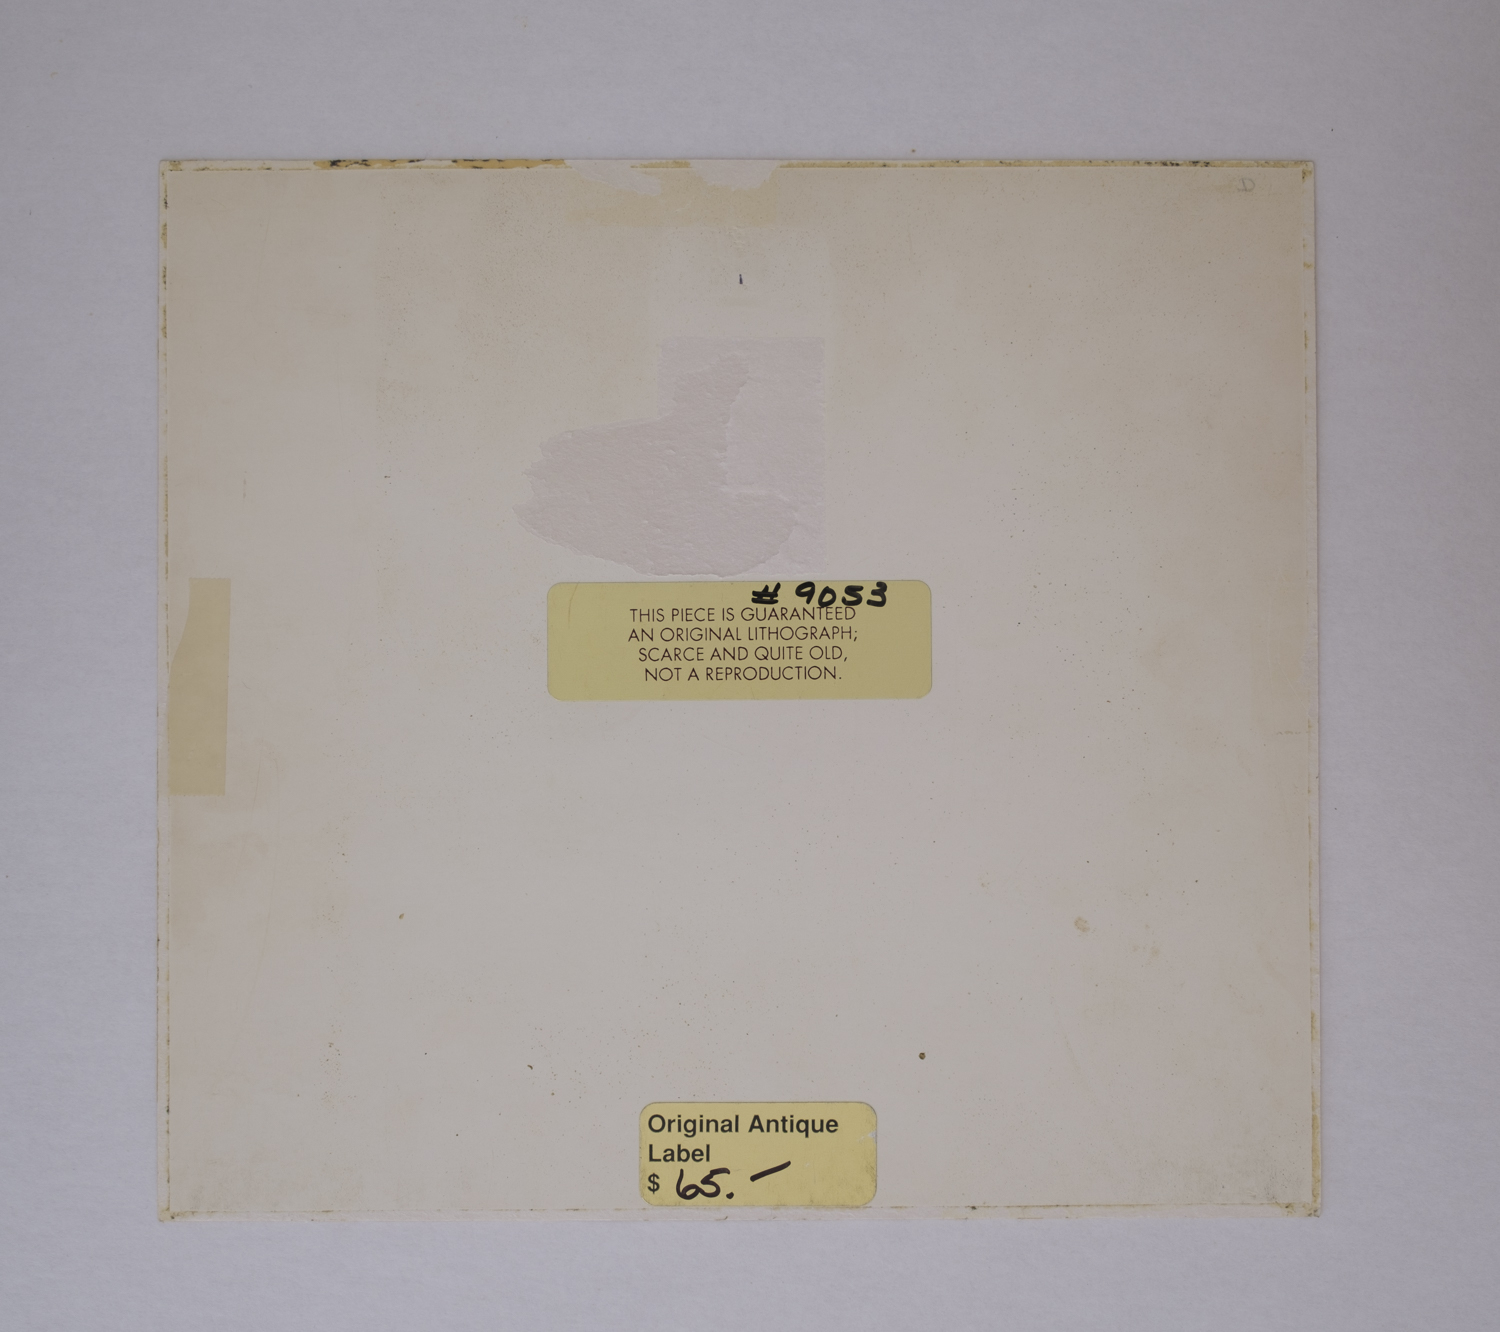 # 9053
THIS PIECE IS GUARANTEED
AN ORIGINAL LITHOGRAPH;
SCARCE AND QUITE OLD,
NOT A REPRODUCTION.
Original Antique
Label
$ 65.—